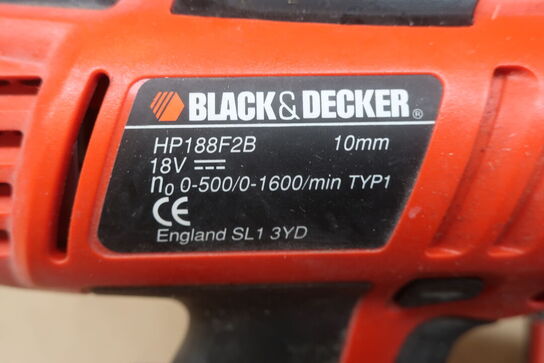 BLACK&DECKER®
HP188F2B 10mm
18V ⎓
n₀ 0-500/0-1600/min TYP1
CE
England SL1 3YD